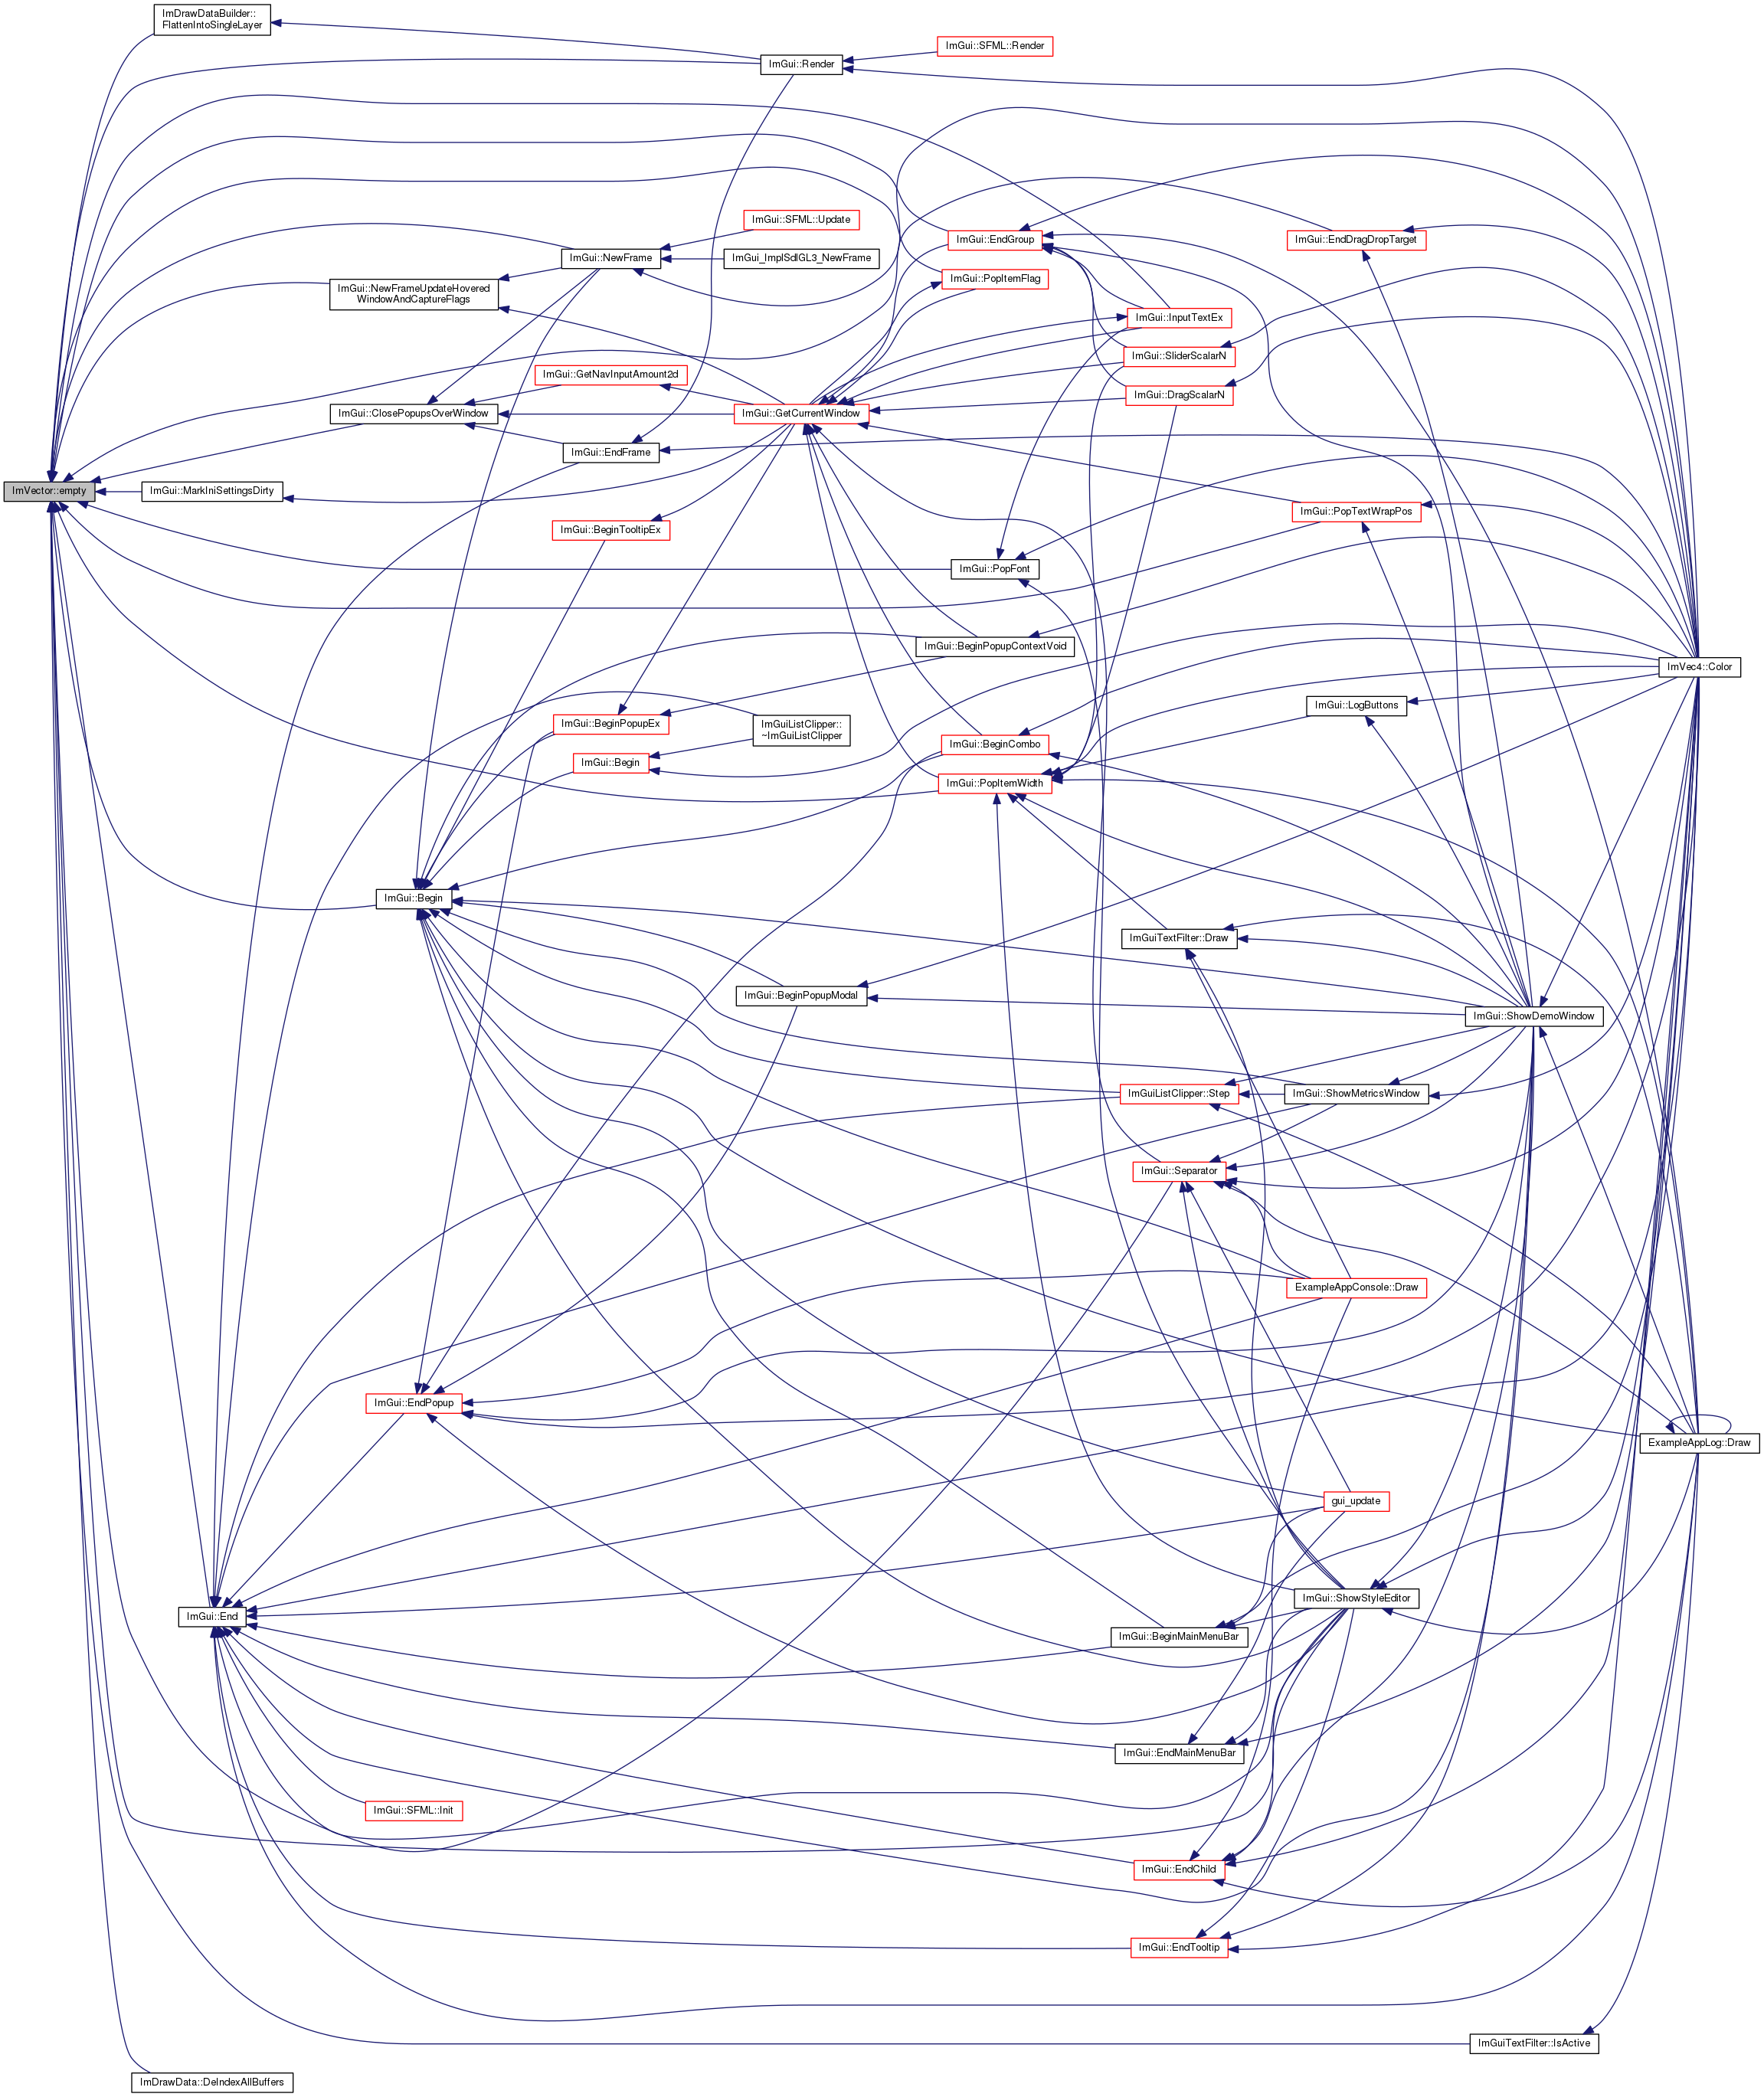 ImDrawDataBuilder::
FlattenIntoSingleLayer
ImGui::SFML::Render
ImGui::Render
ImGui::SFML::Update
ImGui::EndGroup
ImGui::EndDragDropTarget
ImGui::NewFrame
ImGui_ImplSdlGL3_NewFrame
ImGui::PopItemFlag
ImGui::NewFrameUpdateHovered
WindowAndCaptureFlags
ImGui::InputTextEx
ImGui::SliderScalarN
ImGui::GetNavInputAmount2d
ImGui::DragScalarN
ImGui::ClosePopupsOverWindow
ImGui::GetCurrentWindow
ImGui::EndFrame
ImVector::empty
ImGui::MarkIniSettingsDirty
ImGui::PopTextWrapPos
ImGui::BeginTooltipEx
ImGui::PopFont
ImGui::BeginPopupContextVoid
ImVec4::Color
ImGui::LogButtons
ImGui::BeginPopupEx
ImGuiListClipper::
~ImGuiListClipper
ImGui::BeginCombo
ImGui::Begin
ImGui::PopItemWidth
ImGui::Begin
ImGuiTextFilter::Draw
ImGui::BeginPopupModal
ImGui::ShowDemoWindow
ImGuiListClipper::Step
ImGui::ShowMetricsWindow
ImGui::Separator
ExampleAppConsole::Draw
ImGui::EndPopup
ExampleAppLog::Draw
gui_update
ImGui::ShowStyleEditor
ImGui::End
ImGui::BeginMainMenuBar
ImGui::EndMainMenuBar
ImGui::SFML::Init
ImGui::EndChild
ImGui::EndTooltip
ImGuiTextFilter::IsActive
ImDrawData::DeIndexAllBuffers